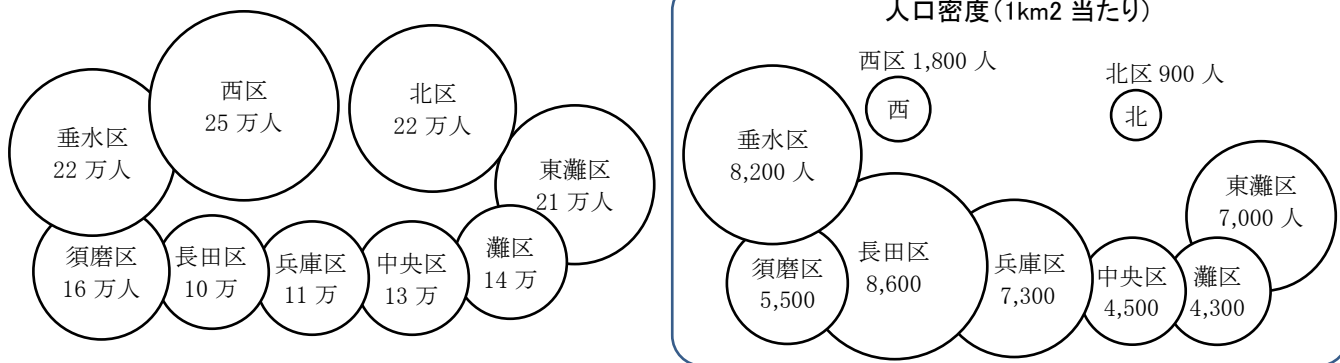 西区
25 万人
北区
22 万人
垂水区
22 万人
東灘区
21 万人
須磨区
16 万人
長田区
10 万
兵庫区
11 万
中央区
13 万
灘区
14 万
人口密度(1km2 当たり)
西区 1,800 人
西
北区 900 人
北
垂水区
8,200 人
東灘区
7,000 人
須磨区
5,500
長田区
8,600
兵庫区
7,300
中央区
4,500
灘区
4,300